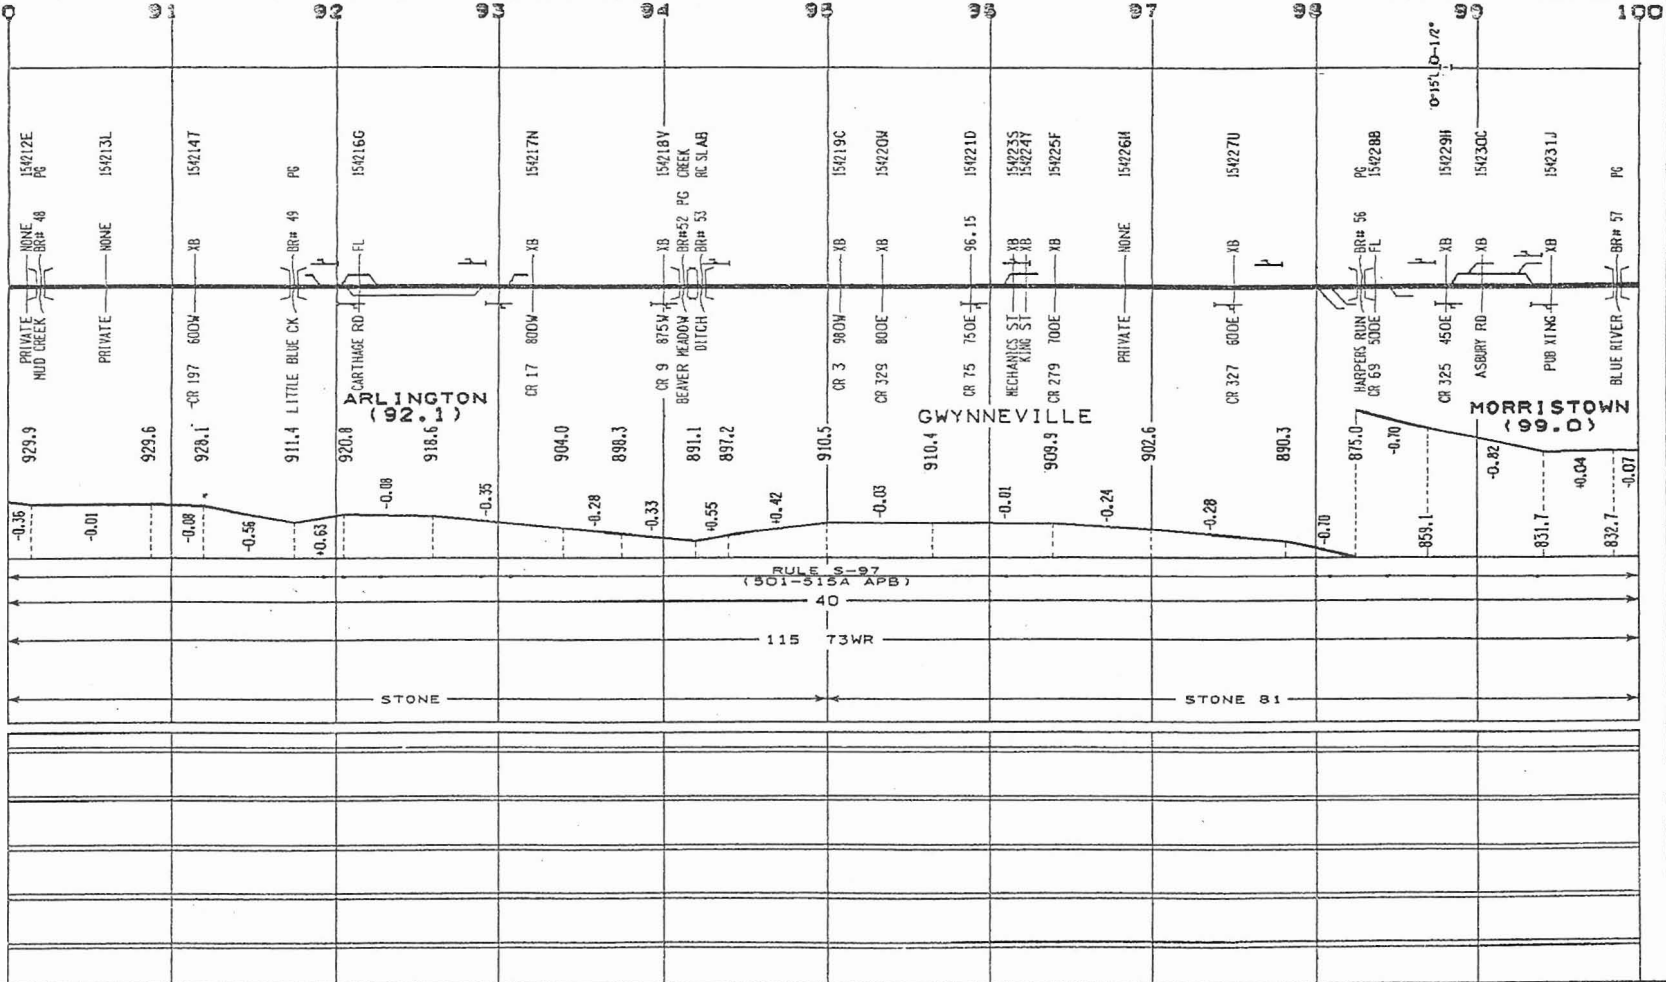 0 91 92 93 94 95 96 97 98 99 100
0°15'L 0-1/2"
154212E
PG
154213L
154214T
PG
154216G
154217N
154218V
CREEK
RC SLAB
154219C
154220W
154221D
154223S
154224Y
154225F
154226M
154227U
PG
154228B
154229H
154230C
154231J
PG
PRIVATE NONE
MUD CREEK BR# 48
PRIVATE NONE
CR 197 600W XB
LITTLE BLUE CK BR# 49
CARTHAGE RD FL
CR 17 800W XB
CR 9 875W XB
BEAVER MEADOW BR#52 PG
DITCH BR# 53
CR 3 980W XB
CR 329 800E XB
CR 75 750E 96.15
MECHANICS ST XB
KING ST XB
CR 279 700E XB
PRIVATE NONE
CR 327 600E XB
HARPERS RUN BR# 56
CR 69 500E FL
CR 325 450E XB
ASBURY RD XB
PUB XING XB
BLUE RIVER BR# 57
ARLINGTON
(92.1)
GWYNNEVILLE
MORRISTOWN
(99.0)
929.9 929.6 928.1 911.4 920.8 918.6 904.0 898.3 891.1 897.2 910.5 910.4 909.9 902.6 890.3 875.0 859.1 831.7 832.7
-0.36 -0.01 -0.08 -0.56 +0.63 -0.08 -0.35 -0.28 -0.33 +0.55 +0.42 -0.03 -0.01 -0.24 -0.28 -0.70 -0.70 -0.82 +0.04 -0.07
RULE S-97
(501-515A APB)
40
115 73WR
STONE STONE 81